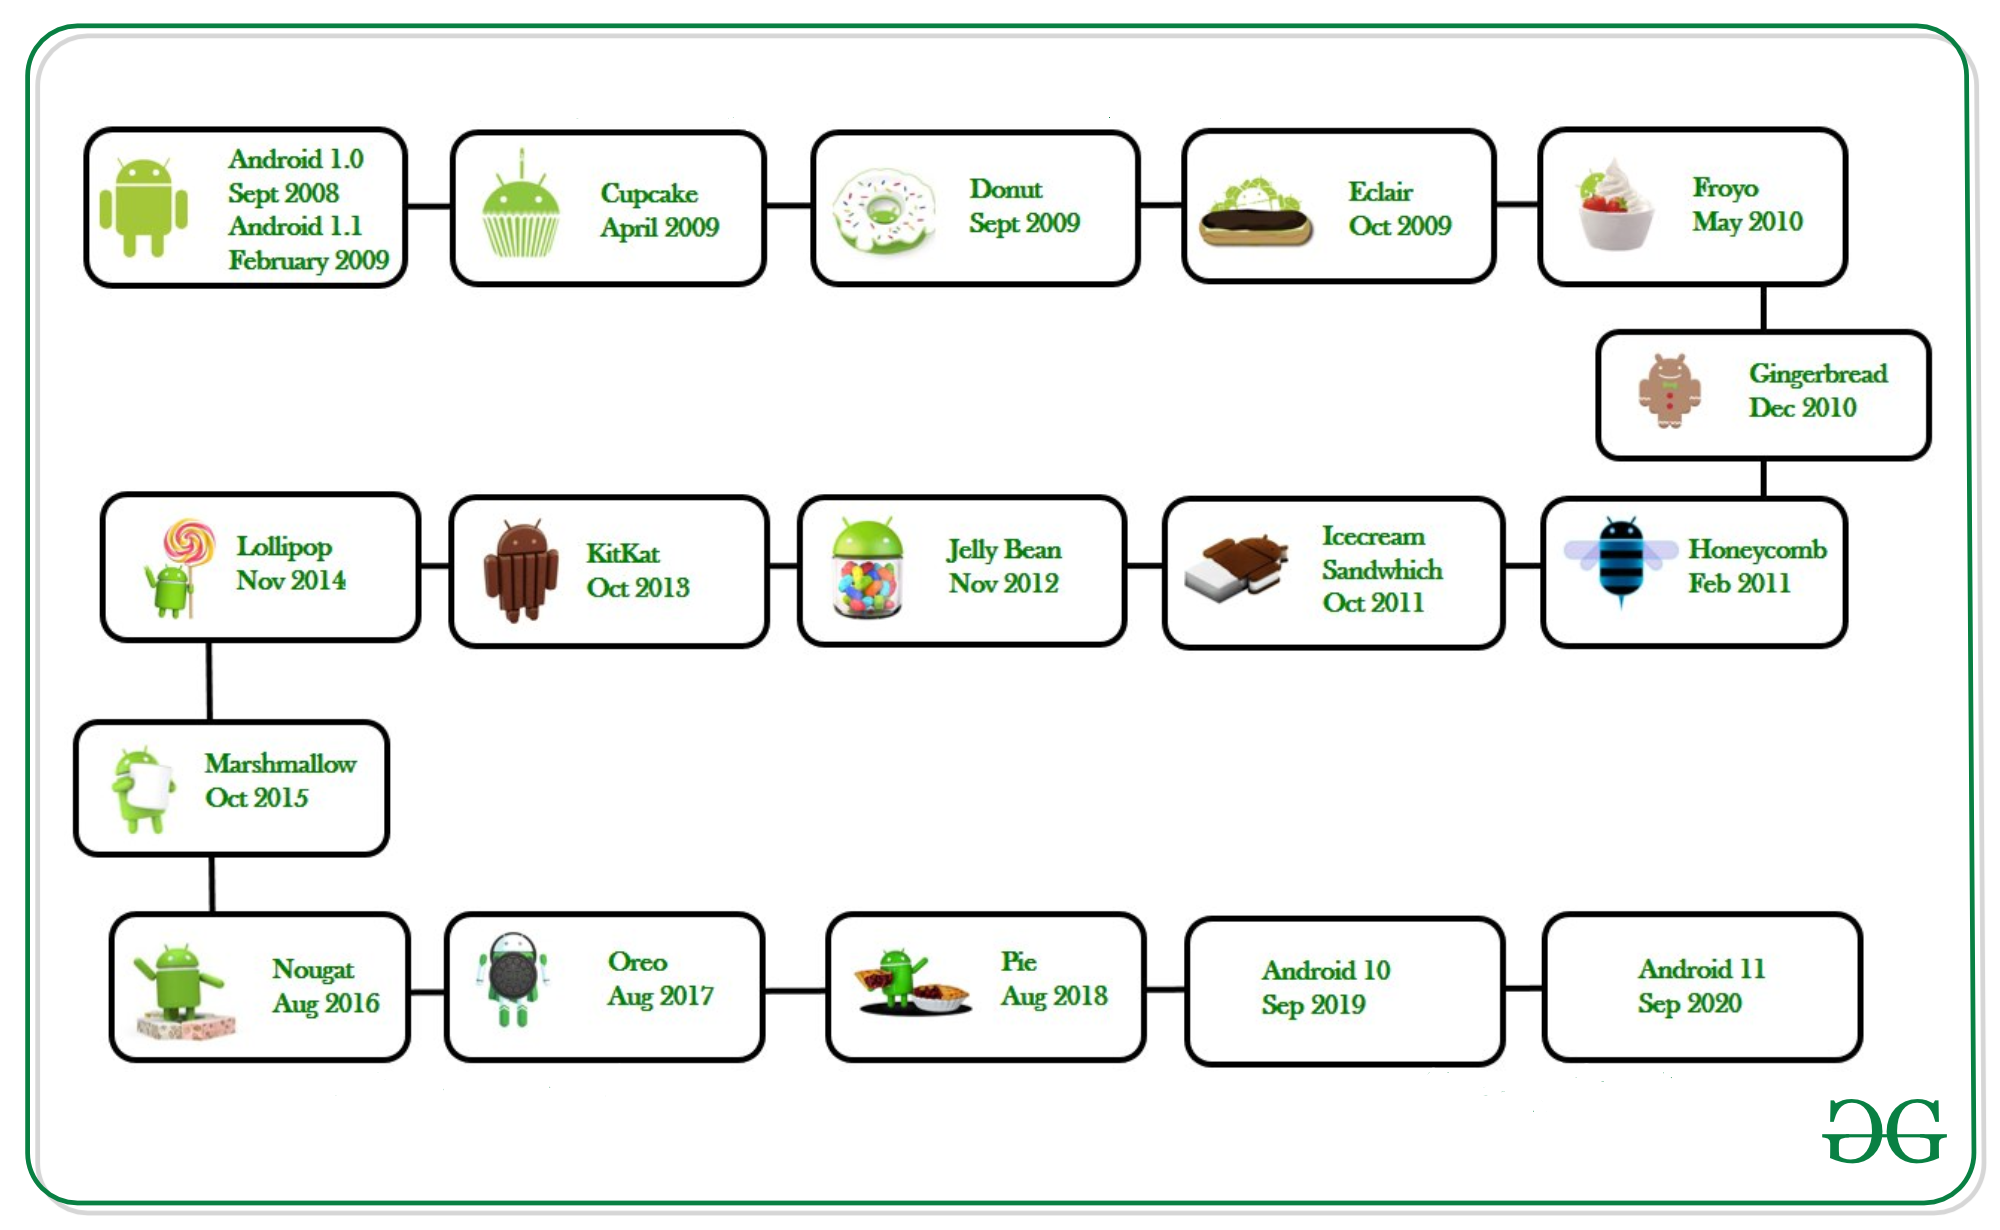 Android 1.0
Sept 2008
Android 1.1
February 2009
Cupcake
April 2009
Donut
Sept 2009
Eclair
Oct 2009
Froyo
May 2010
Gingerbread
Dec 2010
Honeycomb
Feb 2011
Icecream
Sandwhich
Oct 2011
Jelly Bean
Nov 2012
KitKat
Oct 2013
Lollipop
Nov 2014
Marshmallow
Oct 2015
Nougat
Aug 2016
Oreo
Aug 2017
Pie
Aug 2018
Android 10
Sep 2019
Android 11
Sep 2020